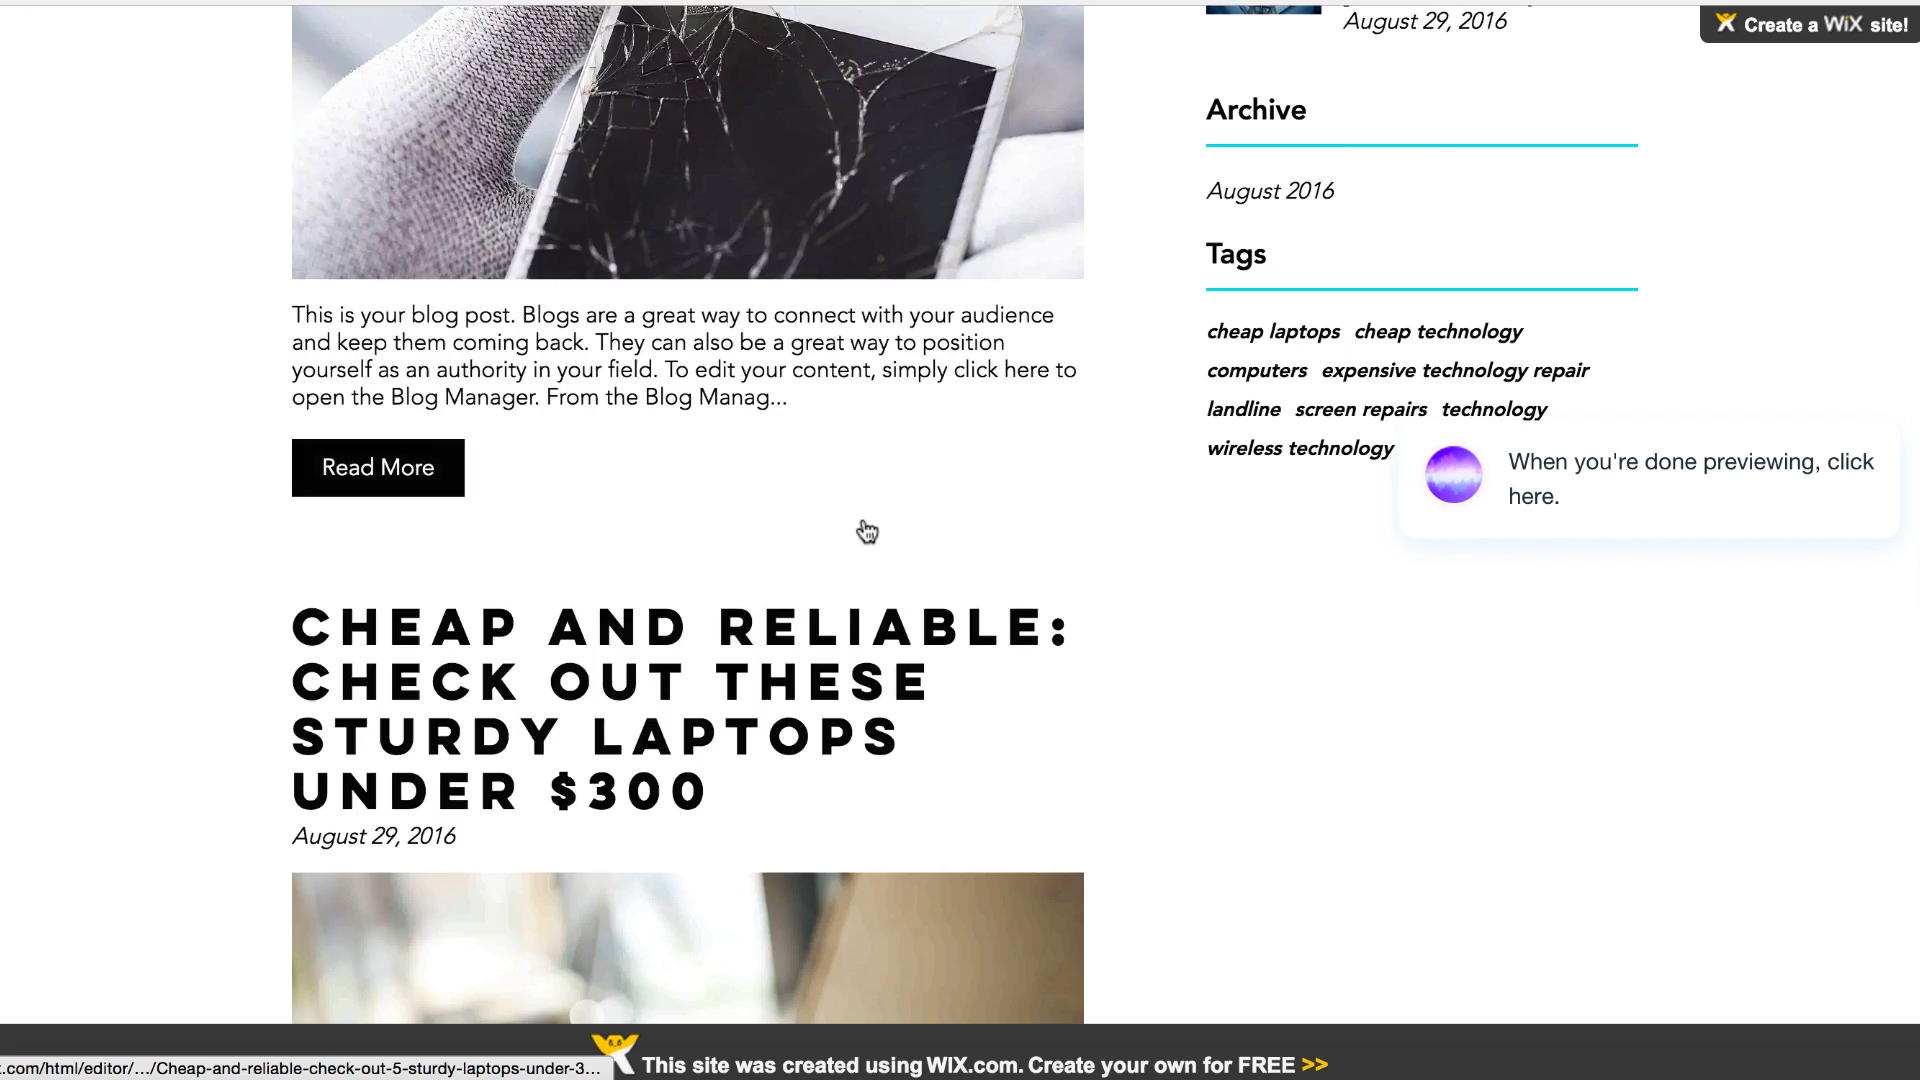 August 29, 2016
Create a WiX site!
Archive
August 2016
Tags
cheap laptops cheap technology
computers expensive technology repair
landline screen repairs technology
wireless technology
When you're done previewing, click
here.
This is your blog post. Blogs are a great way to connect with your audience
and keep them coming back. They can also be a great way to position
yourself as an authority in your field. To edit your content, simply click here to
open the Blog Manager. From the Blog Manag...
Read More
CHEAP AND RELIABLE:
CHECK OUT THESE
STURDY LAPTOPS
UNDER $300
August 29, 2016
.com/html/editor/.../Cheap-and-reliable-check-out-5-sturdy-laptops-under-3...
This site was created using WIX.com. Create your own for FREE >>